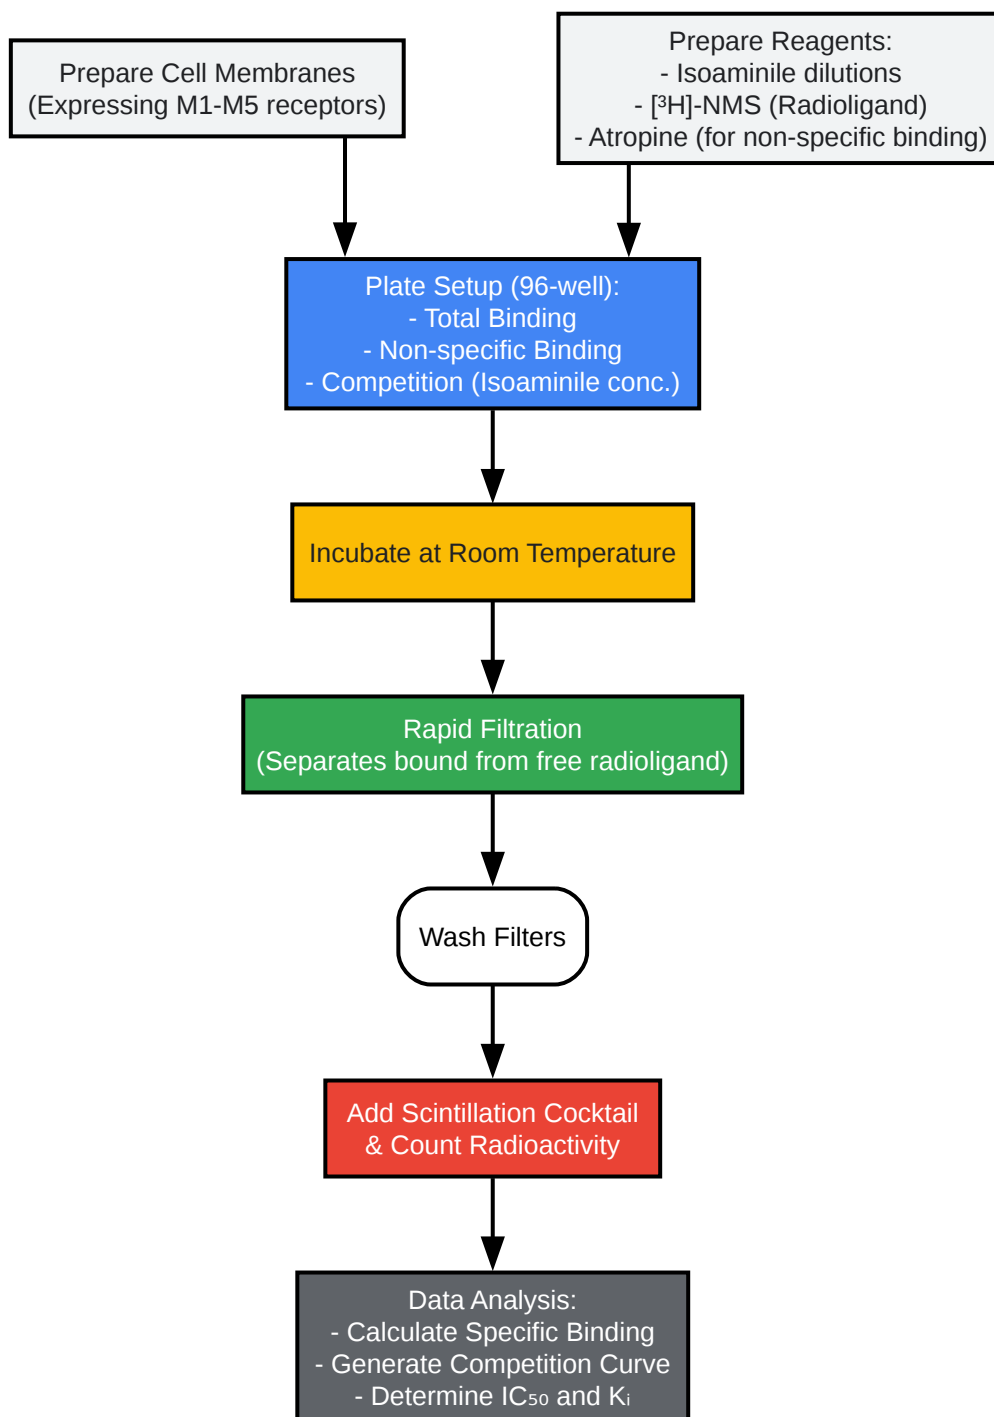 Prepare Cell Membranes
(Expressing M1-M5 receptors)
Prepare Reagents:
- Isoaminile dilutions
- [³H]-NMS (Radioligand)
- Atropine (for non-specific binding)
Plate Setup (96-well):
- Total Binding
- Non-specific Binding
- Competition (Isoaminile conc.)
Incubate at Room Temperature
Rapid Filtration
(Separates bound from free radioligand)
Wash Filters
Add Scintillation Cocktail
& Count Radioactivity
Data Analysis:
- Calculate Specific Binding
- Generate Competition Curve
- Determine IC₅₀ and Kᵢ